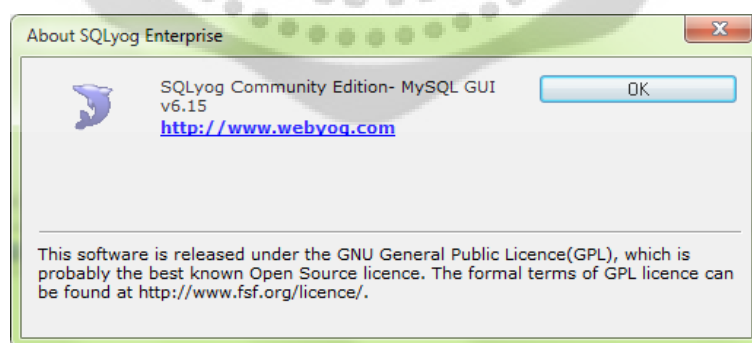 About SQLyog Enterprise
SQLyog Community Edition- MySQL GUI
v6.15
http://www.webyog.com
OK
This software is released under the GNU General Public Licence(GPL), which is
probably the best known Open Source licence. The formal terms of GPL licence can
be found at http://www.fsf.org/licence/.